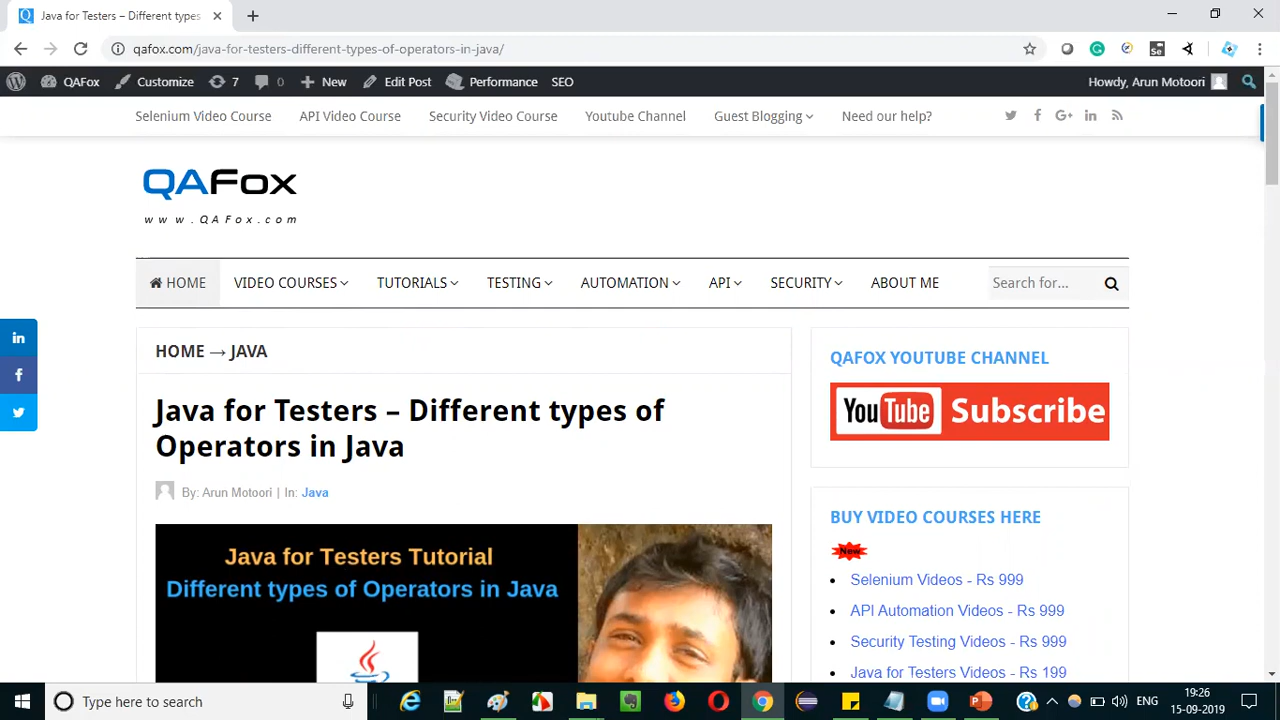 Java for Testers – Different types
qafox.com/java-for-testers-different-types-of-operators-in-java/
QAFox
Customize
7
0
New
Edit Post
Performance
SEO
Howdy, Arun Motoori
Selenium Video Course
API Video Course
Security Video Course
Youtube Channel
Guest Blogging
Need our help?
QAFox
www.QAFox.com
HOME
VIDEO COURSES
TUTORIALS
TESTING
AUTOMATION
API
SECURITY
ABOUT ME
Search for...
HOME → JAVA
Java for Testers – Different types of
Operators in Java
By: Arun Motoori | In: Java
Java for Testers Tutorial
Different types of Operators in Java
QAFOX YOUTUBE CHANNEL
YouTube Subscribe
BUY VIDEO COURSES HERE
New
Selenium Videos - Rs 999
API Automation Videos - Rs 999
Security Testing Videos - Rs 999
Java for Testers Videos - Rs 199
Type here to search
ENG
19:26
15-09-2019